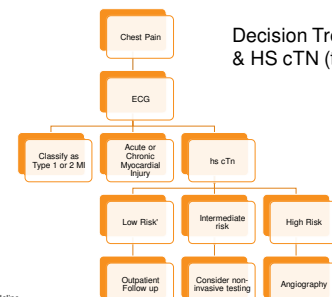 Decision Tre
& HS cTN (
Chest Pain
ECG
Classify as
Type 1 or 2 MI
Acute or
Chronic
Myocardial
Injury
hs cTn
Low Risk'
Intermediate
risk
High Risk
Outpatient
Follow up
Consider non-
invasive testing
Angiography